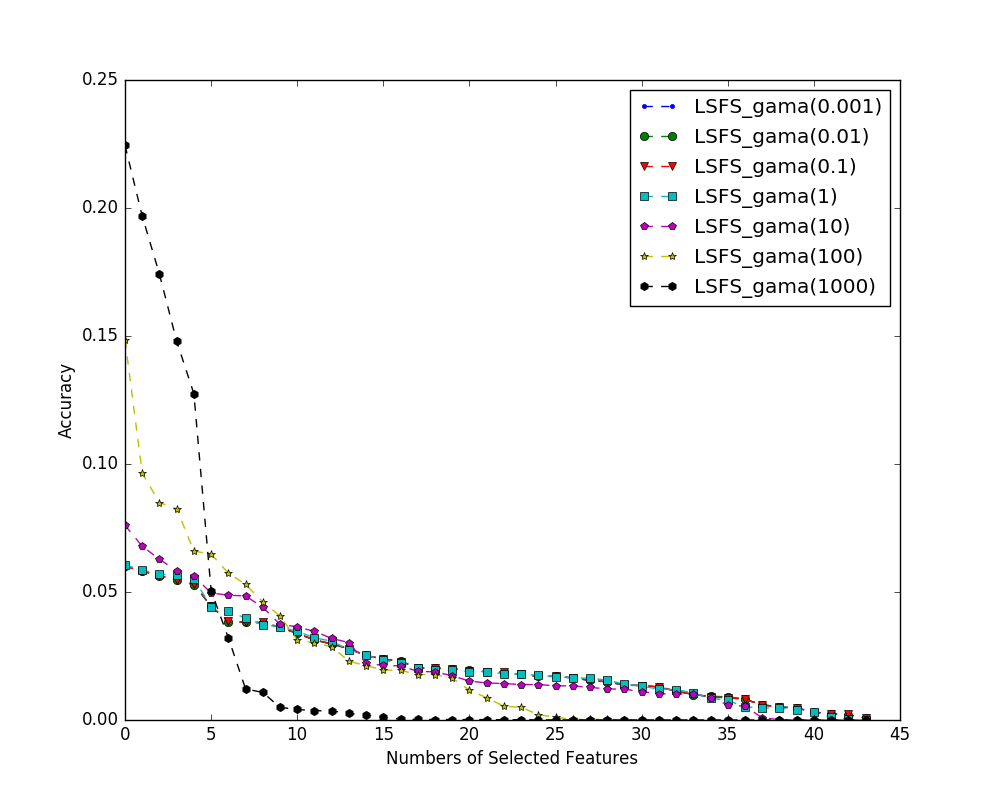 0.25
0.20
0.15
0.10
0.05
0.00
Accuracy
0 5 10 15 20 25 30 35 40 45
Numbers of Selected Features
LSFS_gama(0.001)
LSFS_gama(0.01)
LSFS_gama(0.1)
LSFS_gama(1)
LSFS_gama(10)
LSFS_gama(100)
LSFS_gama(1000)